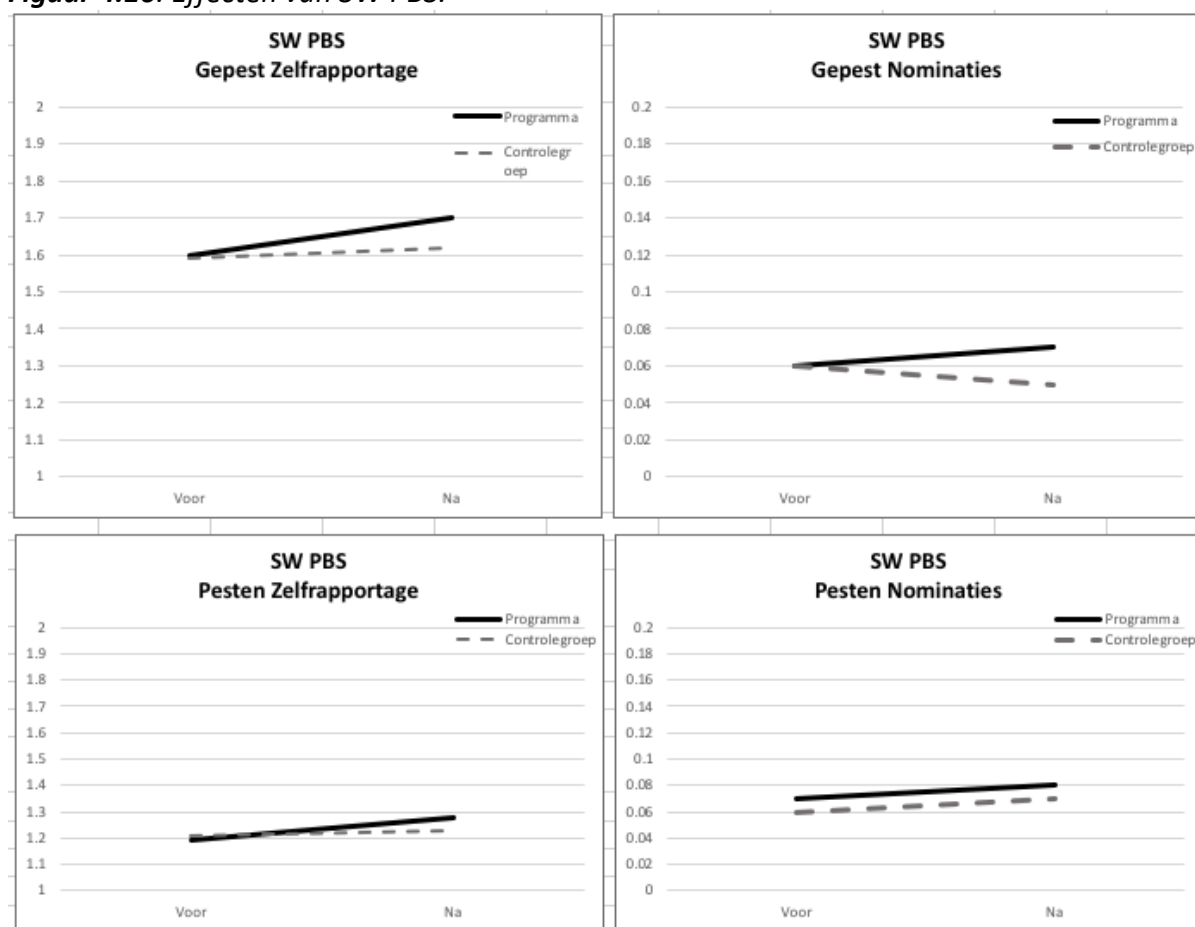 Figuur Effecten van SW PBS.
SW PBS
Gepest Zelfrapportage
Programma
Controlegr
oep
2
1.9
1.8
1.7
1.6
1.5
1.4
1.3
1.2
1.1
1
Voor Na
SW PBS
Gepest Nominaties
Programma
Controlegroep
0.2
0.18
0.16
0.14
0.12
0.1
0.08
0.06
0.04
0.02
0
Voor Na
SW PBS
Pesten Zelfrapportage
Programma
Controlegroep
2
1.9
1.8
1.7
1.6
1.5
1.4
1.3
1.2
1.1
1
Voor Na
SW PBS
Pesten Nominaties
Programma
Controlegroep
0.2
0.18
0.16
0.14
0.12
0.1
0.08
0.06
0.04
0.02
0
Voor Na